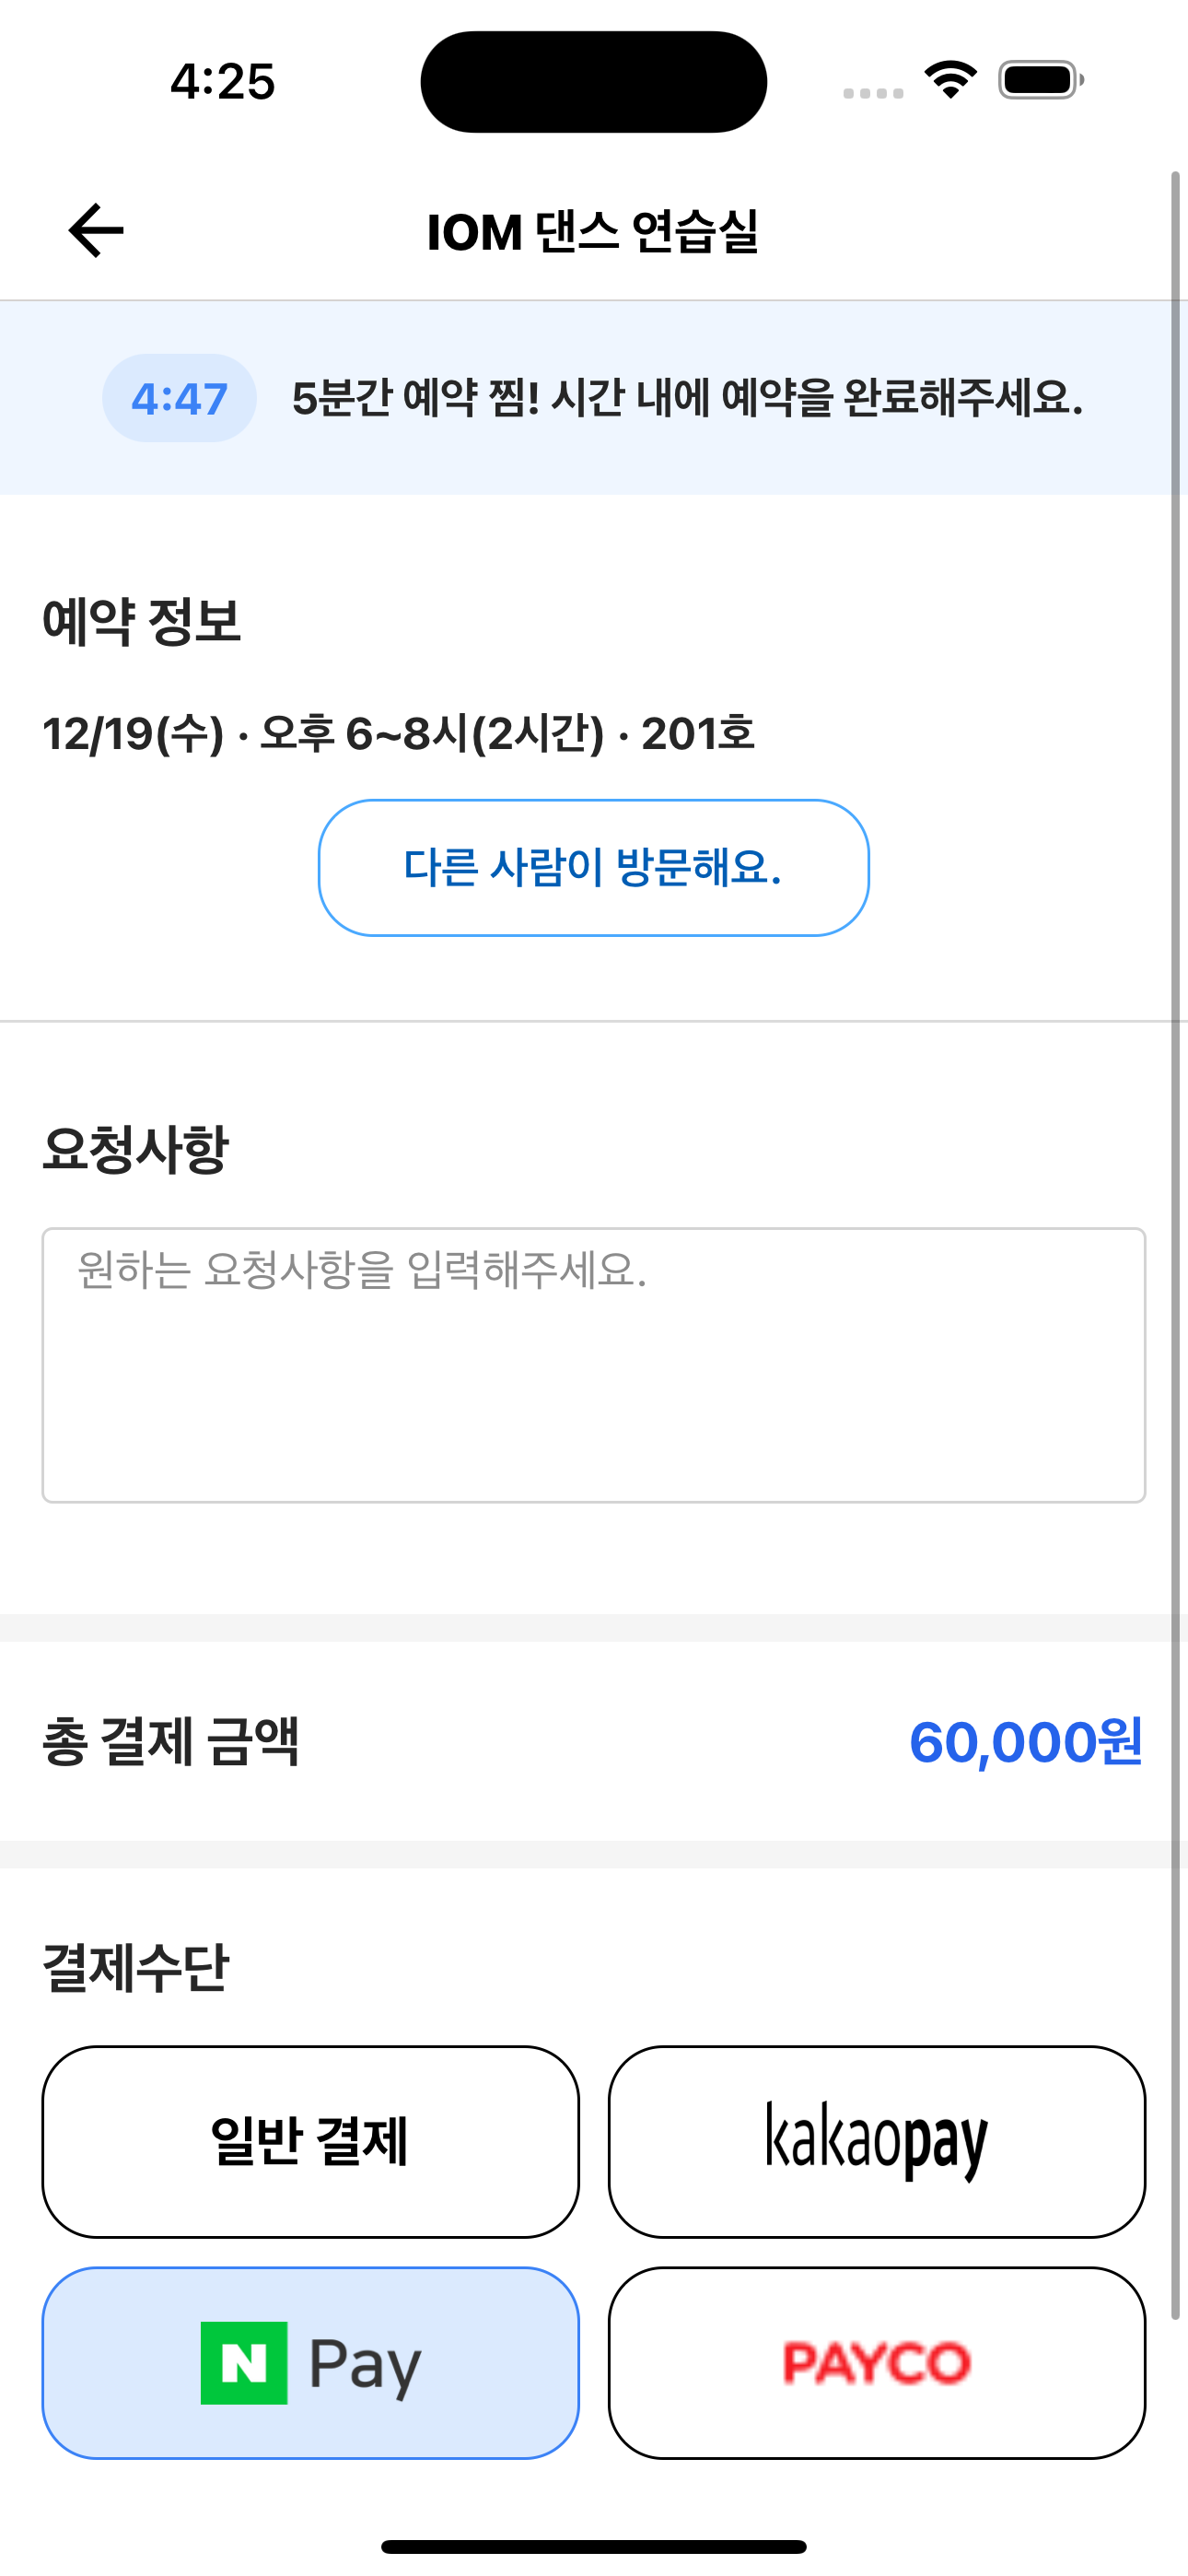 4:25
IOM 댄스 연습실
4:47 5분간 예약 찜! 시간 내에 예약을 완료해주세요.
예약 정보
12/19(수) · 오후 6~8시(2시간) · 201호
다른 사람이 방문해요.
요청사항
원하는 요청사항을 입력해주세요.
총 결제 금액 60,000원
결제수단
일반 결제 kakaopay
N Pay PAYCO